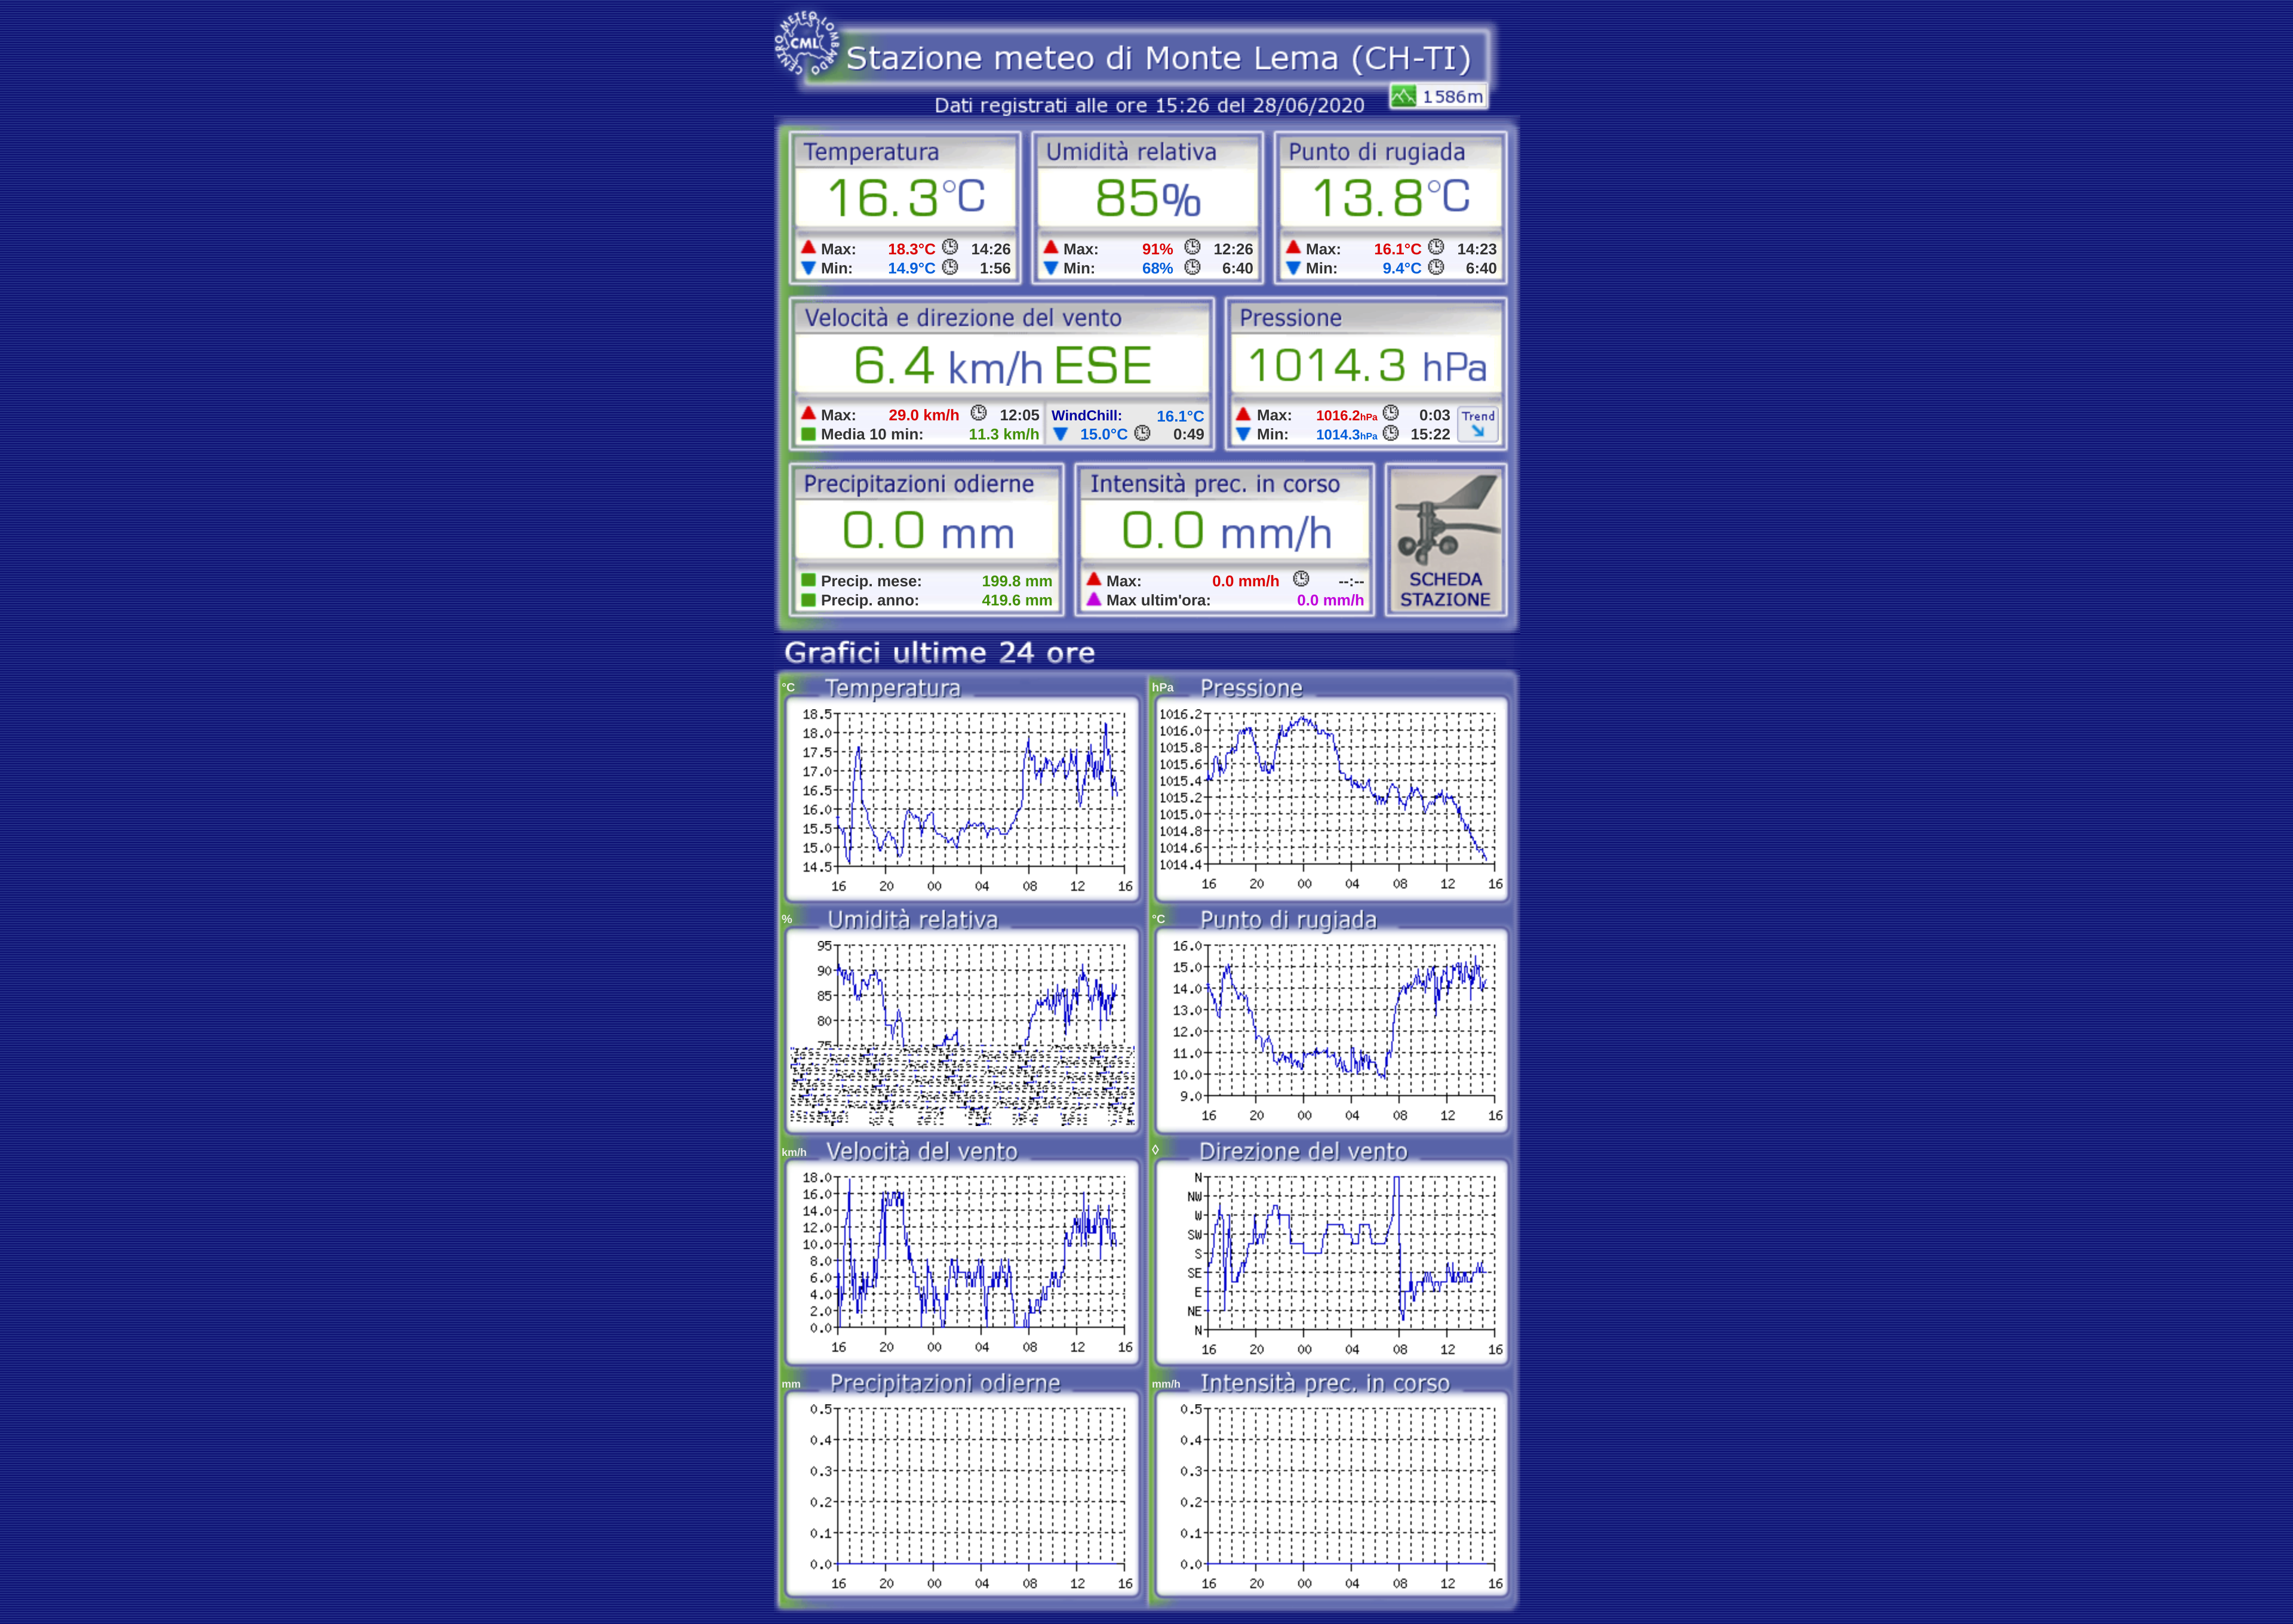 CENTRO METEO LOMBARDO
CML
Stazione meteo di Monte Lema (CH-TI)
1586m
Dati registrati alle ore 15:26 del 28/06/2020
Temperatura
16.3°C
Max: 18.3°C 14:26
Min: 14.9°C 1:56
Umidità relativa
85%
Max: 91% 12:26
Min: 68% 6:40
Punto di rugiada
13.8°C
Max: 16.1°C 14:23
Min: 9.4°C 6:40
Velocità e direzione del vento
6.4 km/h ESE
Max: 29.0 km/h 12:05
Media 10 min: 11.3 km/h
WindChill: 16.1°C
15.0°C 0:49
Pressione
1014.3 hPa
Max: 1016.2hPa 0:03
Min: 1014.3hPa 15:22
Trend
Precipitazioni odierne
0.0 mm
Precip. mese: 199.8 mm
Precip. anno: 419.6 mm
Intensità prec. in corso
0.0 mm/h
Max: 0.0 mm/h --:--
Max ultim'ora: 0.0 mm/h
SCHEDA
STAZIONE
Grafici ultime 24 ore
°C Temperatura
18.5
18.0
17.5
17.0
16.5
16.0
15.5
15.0
14.5
16 20 00 04 08 12 16
hPa Pressione
1016.2
1016.0
1015.8
1015.6
1015.4
1015.2
1015.0
1014.8
1014.6
1014.4
16 20 00 04 08 12 16
% Umidità relativa
95
90
85
80
75
°C Punto di rugiada
16.0
15.0
14.0
13.0
12.0
11.0
10.0
9.0
16 20 00 04 08 12 16
km/h Velocità del vento
18.0
16.0
14.0
12.0
10.0
8.0
6.0
4.0
2.0
0.0
16 20 00 04 08 12 16
◊ Direzione del vento
N
NW
W
SW
S
SE
E
NE
N
16 20 00 04 08 12 16
mm Precipitazioni odierne
0.5
0.4
0.3
0.2
0.1
0.0
16 20 00 04 08 12 16
mm/h Intensità prec. in corso
0.5
0.4
0.3
0.2
0.1
0.0
16 20 00 04 08 12 16